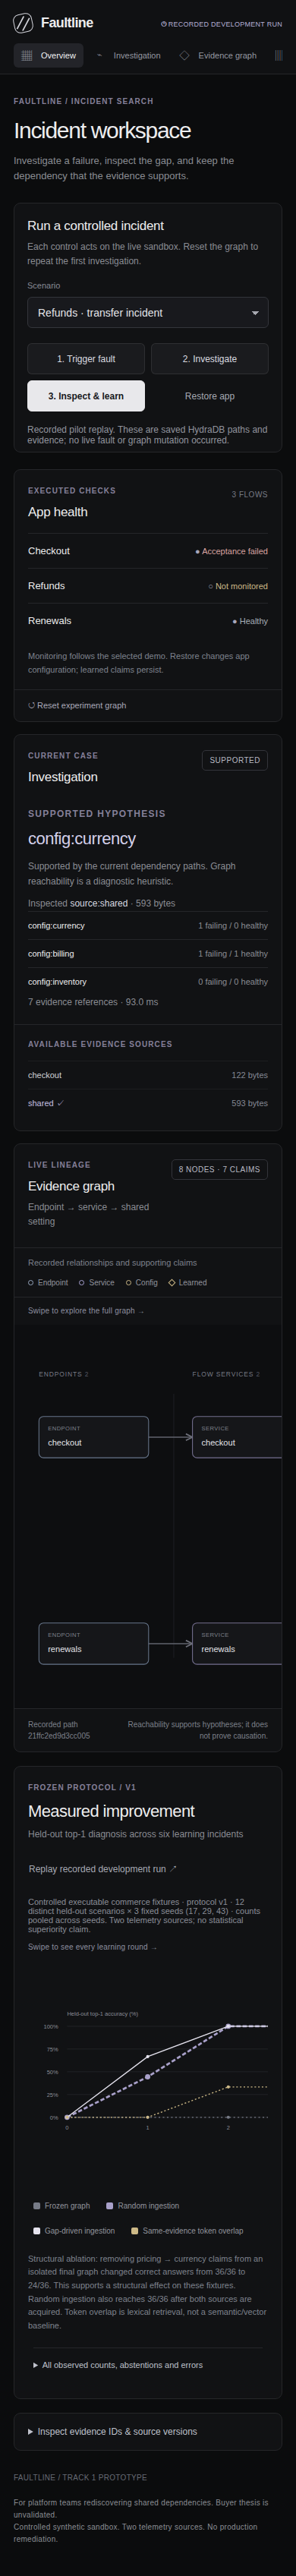 Faultline
RECORDED DEVELOPMENT RUN
Overview
Investigation
Evidence graph
FAULTLINE / INCIDENT SEARCH
Incident workspace
Investigate a failure, inspect the gap, and keep the
dependency that the evidence supports.
Run a controlled incident
Each control acts on the live sandbox. Reset the graph to
repeat the first investigation.
Scenario
Refunds · transfer incident
1. Trigger fault
2. Investigate
3. Inspect & learn
Restore app
Recorded pilot replay. These are saved HydraDB paths and
evidence; no live fault or graph mutation occurred.
EXECUTED CHECKS
3 FLOWS
App health
Checkout
● Acceptance failed
Refunds
○ Not monitored
Renewals
● Healthy
Monitoring follows the selected demo. Restore changes app
configuration; learned claims persist.
Reset experiment graph
CURRENT CASE
SUPPORTED
Investigation
SUPPORTED HYPOTHESIS
config:currency
Supported by the current dependency paths. Graph
reachability is a diagnostic heuristic.
Inspected source:shared · 593 bytes
config:currency
1 failing / 0 healthy
config:billing
1 failing / 1 healthy
config:inventory
0 failing / 0 healthy
7 evidence references · 93.0 ms
AVAILABLE EVIDENCE SOURCES
checkout
122 bytes
shared ✓
593 bytes
LIVE LINEAGE
8 NODES · 7 CLAIMS
Evidence graph
Endpoint → service → shared
setting
Recorded relationships and supporting claims
Endpoint
Service
Config
Learned
Swipe to explore the full graph →
ENDPOINTS 2
FLOW SERVICES 2
ENDPOINT
checkout
SERVICE
checkout
ENDPOINT
renewals
SERVICE
renewals
Recorded path
21ffc2ed9d3cc005
Reachability supports hypotheses; it does
not prove causation.
FROZEN PROTOCOL / V1
Measured improvement
Held-out top-1 diagnosis across six learning incidents
Replay recorded development run ↗
Controlled executable commerce fixtures · protocol v1 · 12
distinct held-out scenarios × 3 fixed seeds (17, 29, 43) · counts
pooled across seeds. Two telemetry sources; no statistical
superiority claim.
Swipe to see every learning round →
Held-out top-1 accuracy (%)
100%
75%
50%
25%
0%
0
1
2
Frozen graph
Random ingestion
Gap-driven ingestion
Same-evidence token overlap
Structural ablation: removing pricing → currency claims from an
isolated final graph changed correct answers from 36/36 to
24/36. This supports a structural effect on these fixtures.
Random ingestion also reaches 36/36 after both sources are
acquired. Token overlap is lexical retrieval, not a semantic/vector
baseline.
▶ All observed counts, abstentions and errors
▶ Inspect evidence IDs & source versions
FAULTLINE / TRACK 1 PROTOTYPE
For platform teams rediscovering shared dependencies. Buyer thesis is
unvalidated.
Controlled synthetic sandbox. Two telemetry sources. No production
remediation.